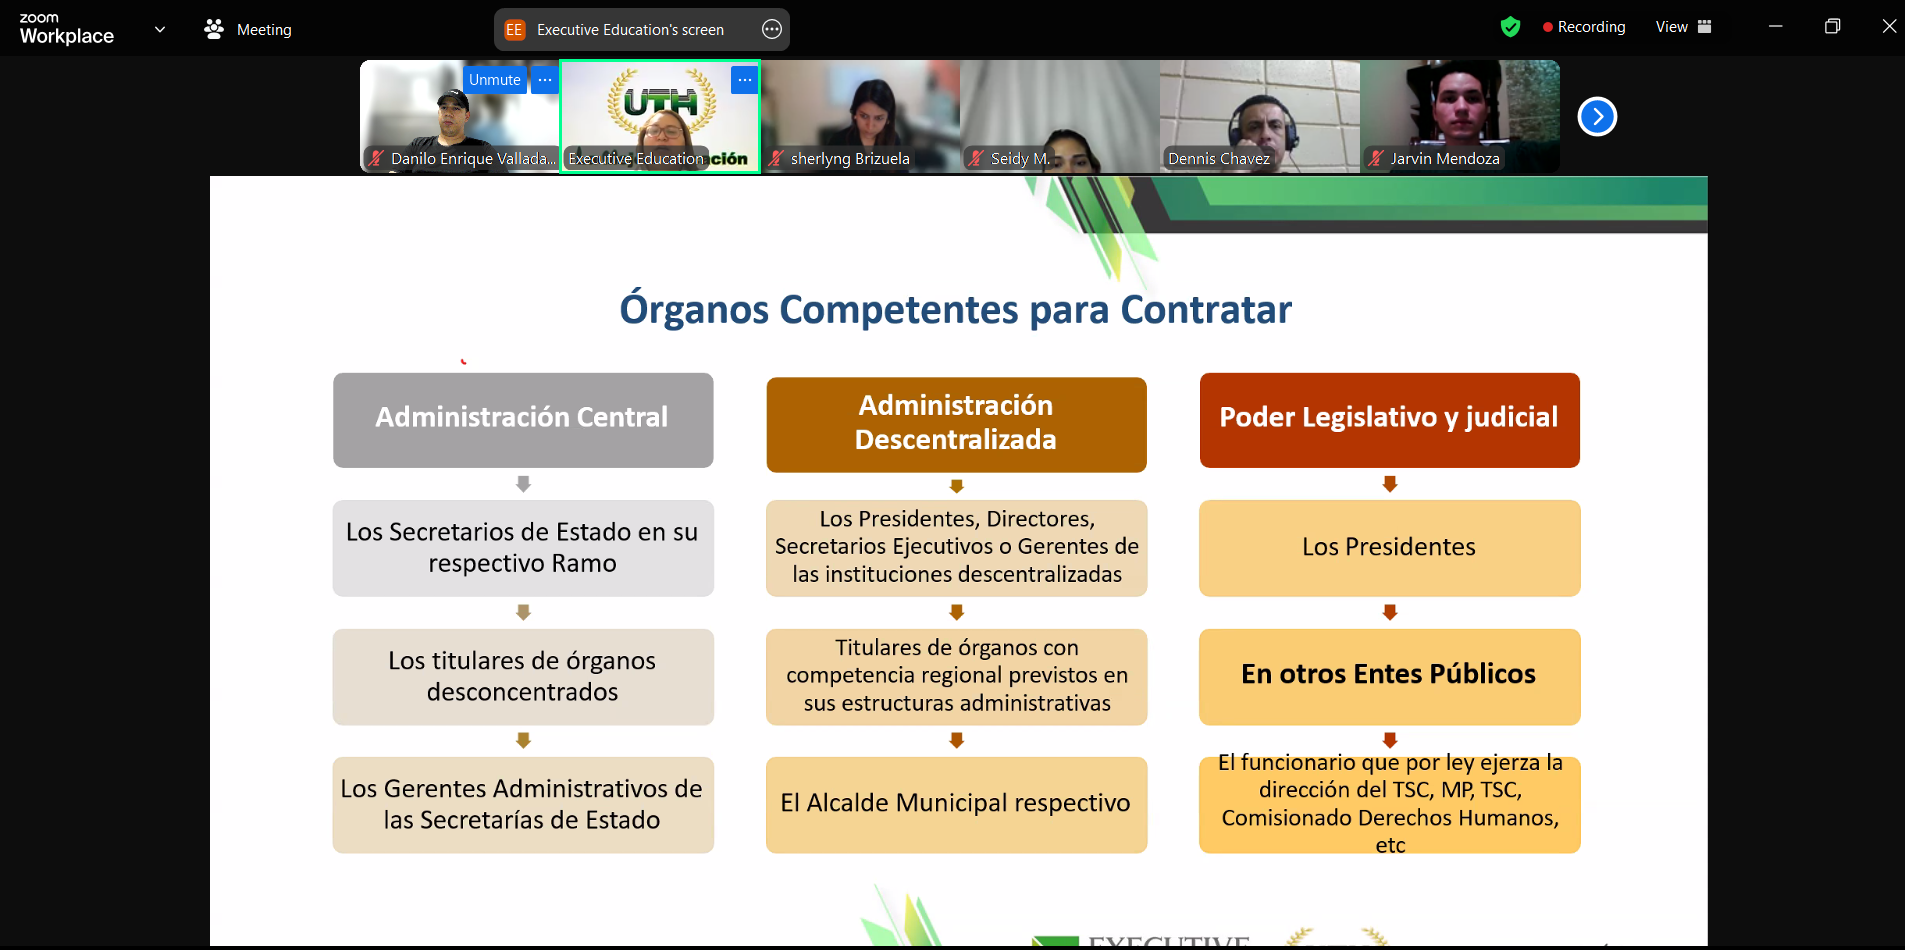 zoom
Workplace
Meeting
EE Executive Education's screen
Recording
View
Unmute
UTH
Danilo Enrique Vallada...
Executive Education
ción
sherlyng Brizuela
Seidy M.
Dennis Chavez
Jarvin Mendoza
Órganos Competentes para Contratar
Administración Central
Los Secretarios de Estado en su
respectivo Ramo
Los titulares de órganos
desconcentrados
Los Gerentes Administrativos de
las Secretarías de Estado
Administración
Descentralizada
Los Presidentes, Directores,
Secretarios Ejecutivos o Gerentes de
las instituciones descentralizadas
Titulares de órganos con
competencia regional previstos en
sus estructuras administrativas
El Alcalde Municipal respectivo
Poder Legislativo y judicial
Los Presidentes
En otros Entes Públicos
El funcionario que por ley ejerza la
dirección del TSC, MP, TSC,
Comisionado Derechos Humanos,
etc
EXECUTIVE